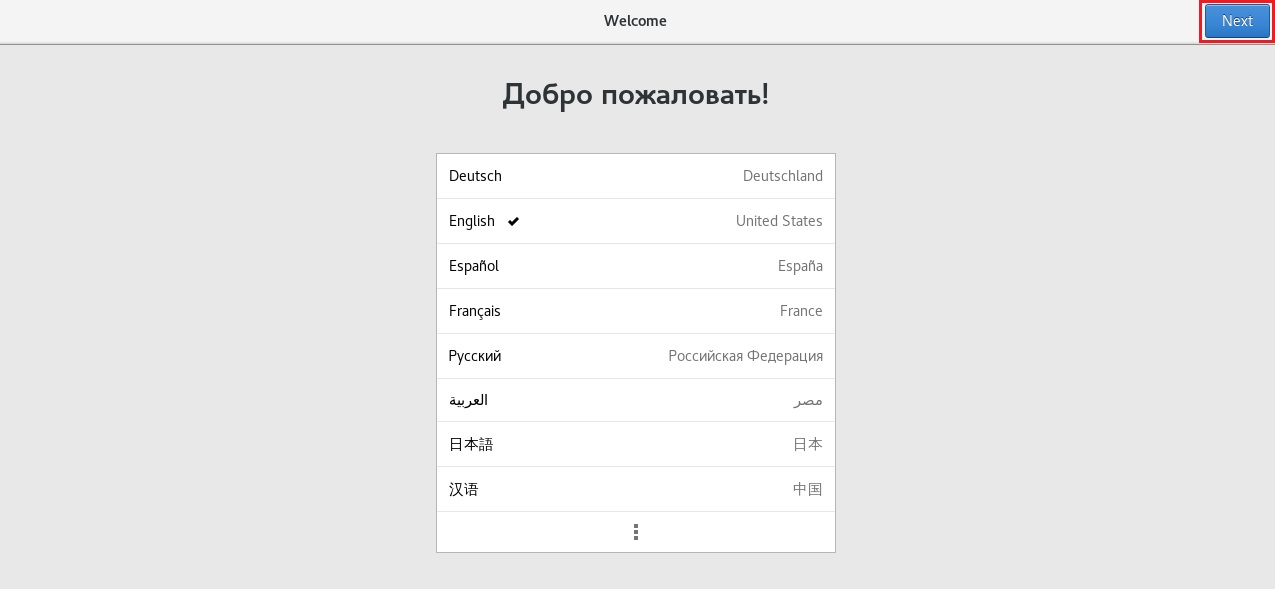 Welcome
Next
Добро пожаловать!
Deutsch Deutschland
English United States
Español España
Français France
Русский Российская Федерация
العربية مصر
日本語 日本
汉语 中国